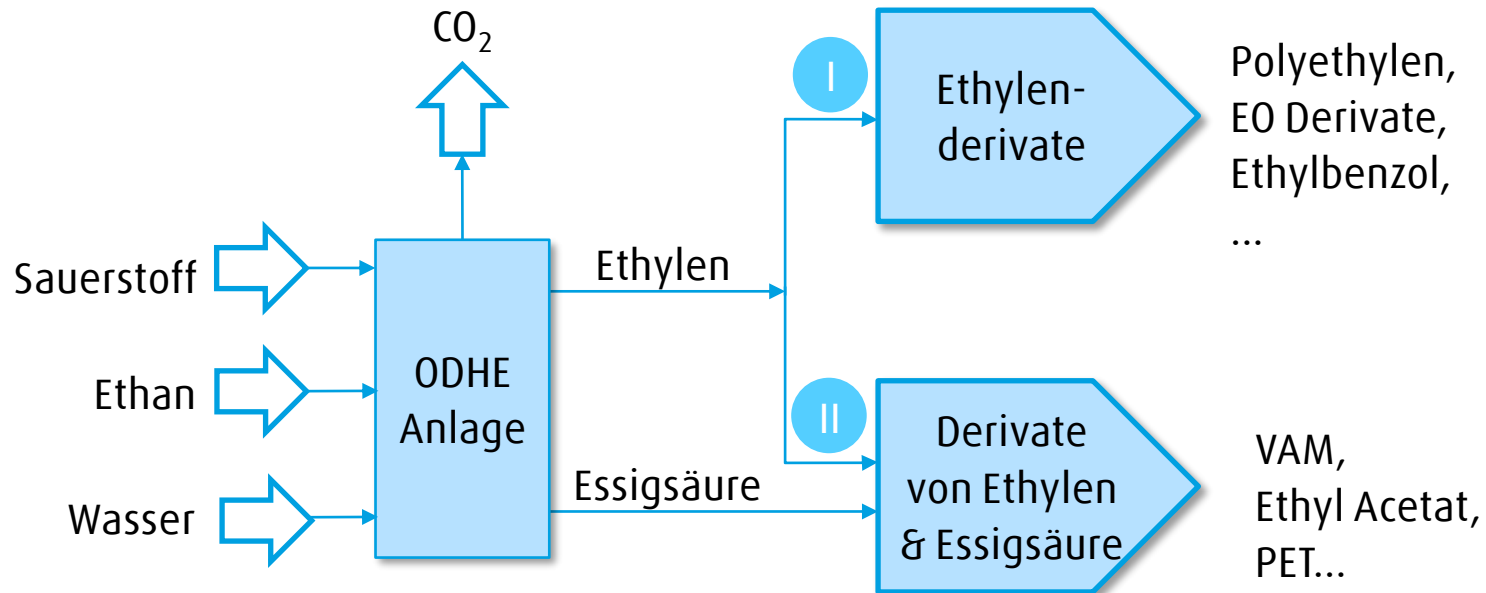 CO₂
I
Ethylen-
derivate
Polyethylen,
EO Derivate,
Ethylbenzol,
...
Sauerstoff
Ethan
Wasser
ODHE
Anlage
Ethylen
Essigsäure
II
Derivate
von Ethylen
& Essigsäure
VAM,
Ethyl Acetat,
PET...